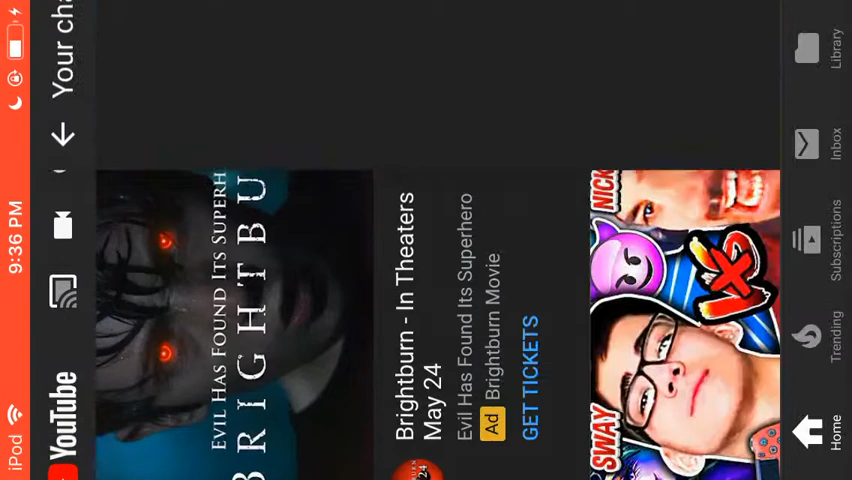 iPod 9:36 PM
YouTube
Your cha
EVIL HAS FOUND ITS SUPERH
BRIGHTBU
Brightburn - In Theaters
May 24
Evil Has Found Its Superhero
Ad Brightburn Movie
GET TICKETS
SWAY
VS
NICK
Home
Trending
Subscriptions
Inbox
Library